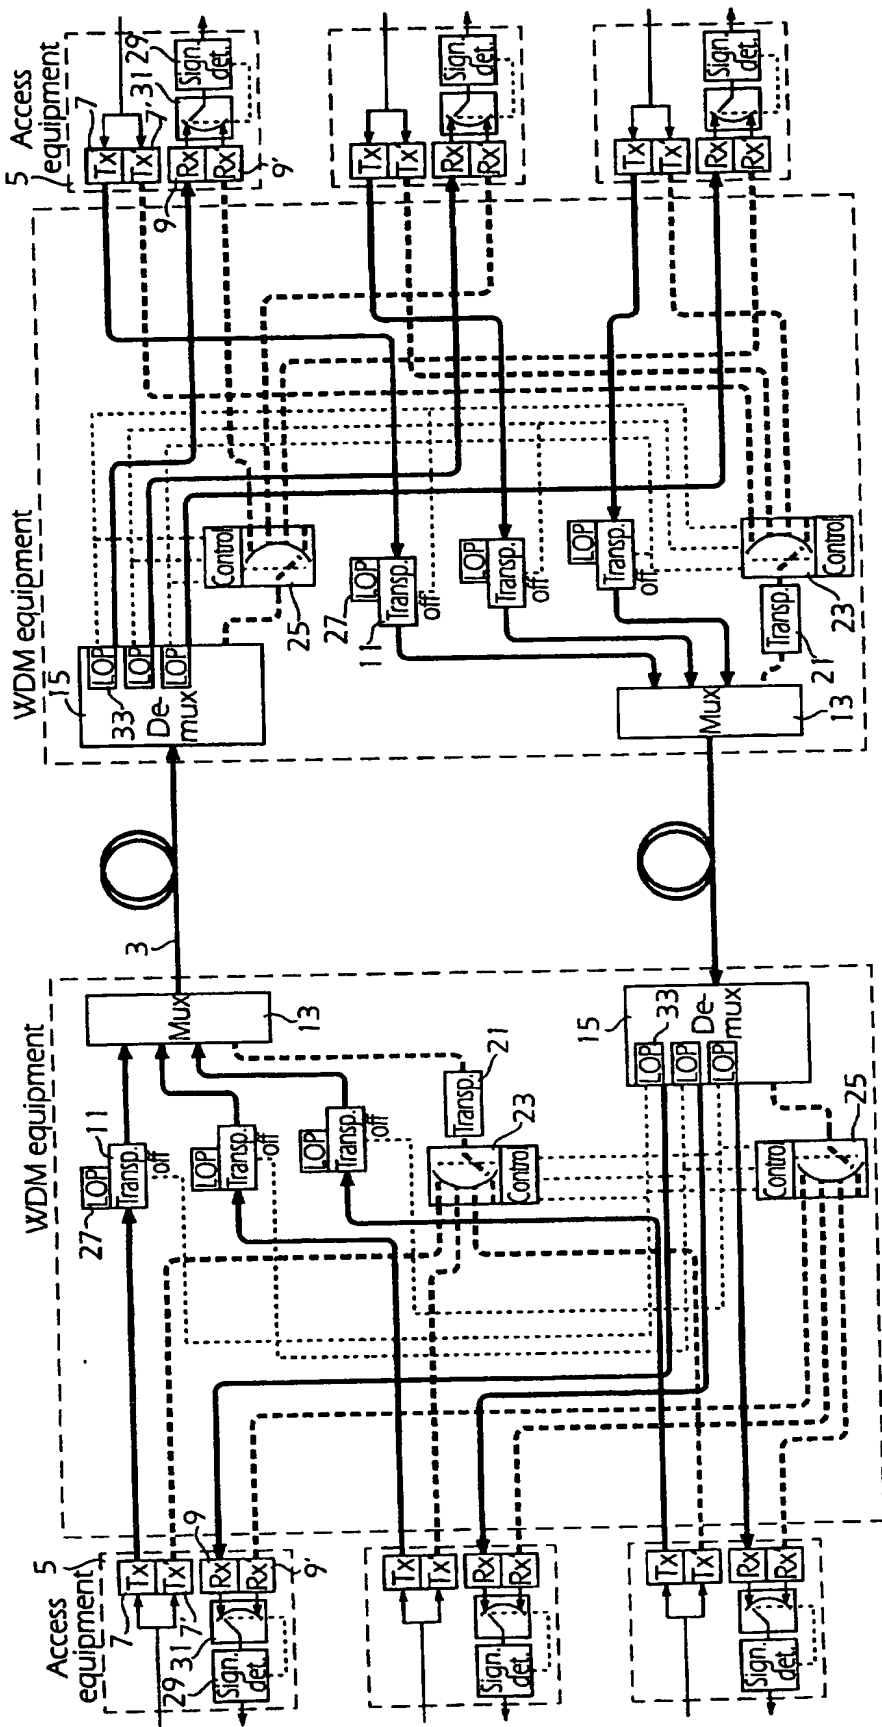 Access
equipment
5
7
Tx
Tx
7'
31
29
Sign.
det.
9
Rx
Rx
9'
Tx
Tx
Rx
Rx
Sign.
det.
Tx
Tx
Rx
Rx
Sign.
det.
WDM equipment
27
LOP
11
Transp.
off
LOP
Transp.
off
LOP
Transp.
off
Mux
13
Transp.
21
23
Control
15
LOP
33
LOP
LOP
De-
mux
Control
25
3
WDM equipment
15
LOP
33
LOP
LOP
De-
mux
Control
25
27
LOP
11
Transp.
off
LOP
Transp.
off
LOP
Transp.
off
Mux
13
Transp.
21
Control
23
Access
equipment
5
7
Tx
Tx
7'
31
29
Sign.
det.
9
Rx
Rx
9'
Tx
Tx
Rx
Rx
Sign.
det.
Tx
Tx
Rx
Rx
Sign.
det.